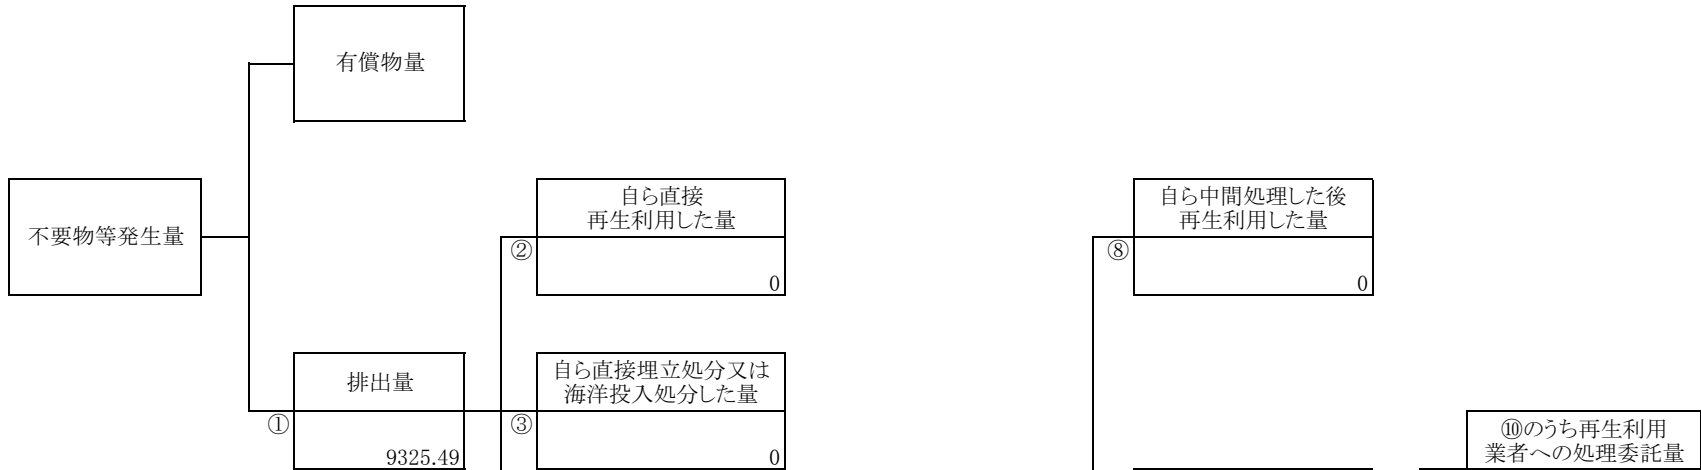 有償物量
不要物等発生量
自ら直接
再生利用した量
②
0
自ら中間処理した後
再生利用した量
⑧
0
排出量
①
9325.49
自ら直接埋立処分又は
海洋投入処分した量
③
0
⑩のうち再生利用
業者への処理委託量